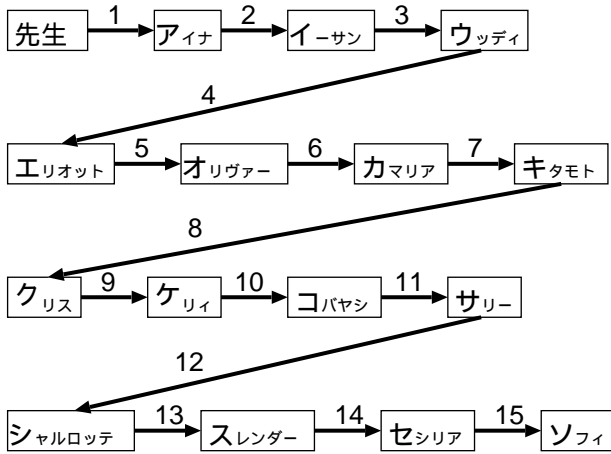 先生 1 アイナ 2 イーサン 3 ウッディ
4
エリオット 5 オリヴァー 6 カマリア 7 キタモト
8
クリス 9 ケリィ 10 コバヤシ 11 サリー
12
シャルロッテ 13 スレンダー 14 セシリア 15 ソフィ